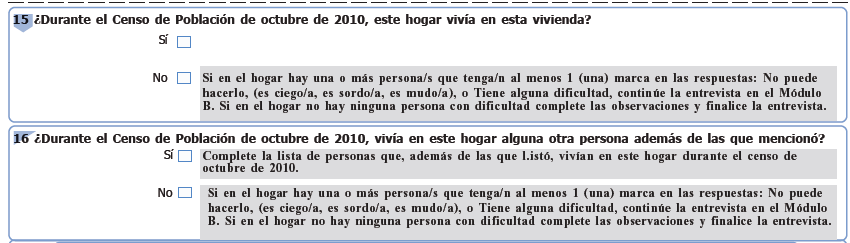 15 ¿Durante el Censo de Población de octubre de 2010, este hogar vivía en esta vivienda?
Sí
No Si en el hogar hay una o más persona/s que tenga/n al menos 1 (una) marca en las respuestas: No puede
hacerlo, (es ciego/a, es sordo/a, es mudo/a), o Tiene alguna dificultad, continúe la entrevista en el Módulo
B. Si en el hogar no hay ninguna persona con dificultad complete las observaciones y finalice la entrevista.
16 ¿Durante el Censo de Población de octubre de 2010, vivía en este hogar alguna otra persona además de las que mencionó?
Sí Complete la lista de personas que, además de las que l.istó, vivían en este hogar durante el censo de
octubre de 2010.
No Si en el hogar hay una o más persona/s que tenga/n al menos 1 (una) marca en las respuestas: No puede
hacerlo, (es ciego/a, es sordo/a, es mudo/a), o Tiene alguna dificultad, continúe la entrevista en el Módulo
B. Si en el hogar no hay ninguna persona con dificultad complete las observaciones y finalice la entrevista.